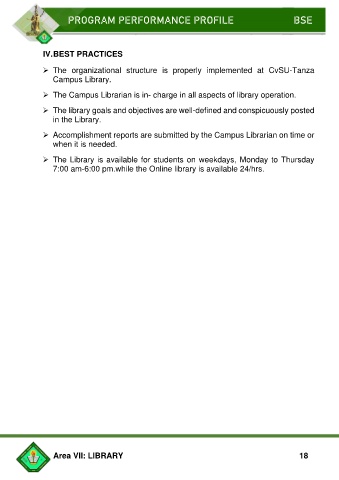 PROGRAM PERFORMANCE PROFILE BSE
IV.BEST PRACTICES
➢ The organizational structure is properly implemented at CvSU-Tanza
Campus Library.
➢ The Campus Librarian is in- charge in all aspects of library operation.
➢ The library goals and objectives are well-defined and conspicuously posted
in the Library.
➢ Accomplishment reports are submitted by the Campus Librarian on time or
when it is needed.
➢ The Library is available for students on weekdays, Monday to Thursday
7:00 am-6:00 pm.while the Online library is available 24/hrs.
Area VII: LIBRARY 18